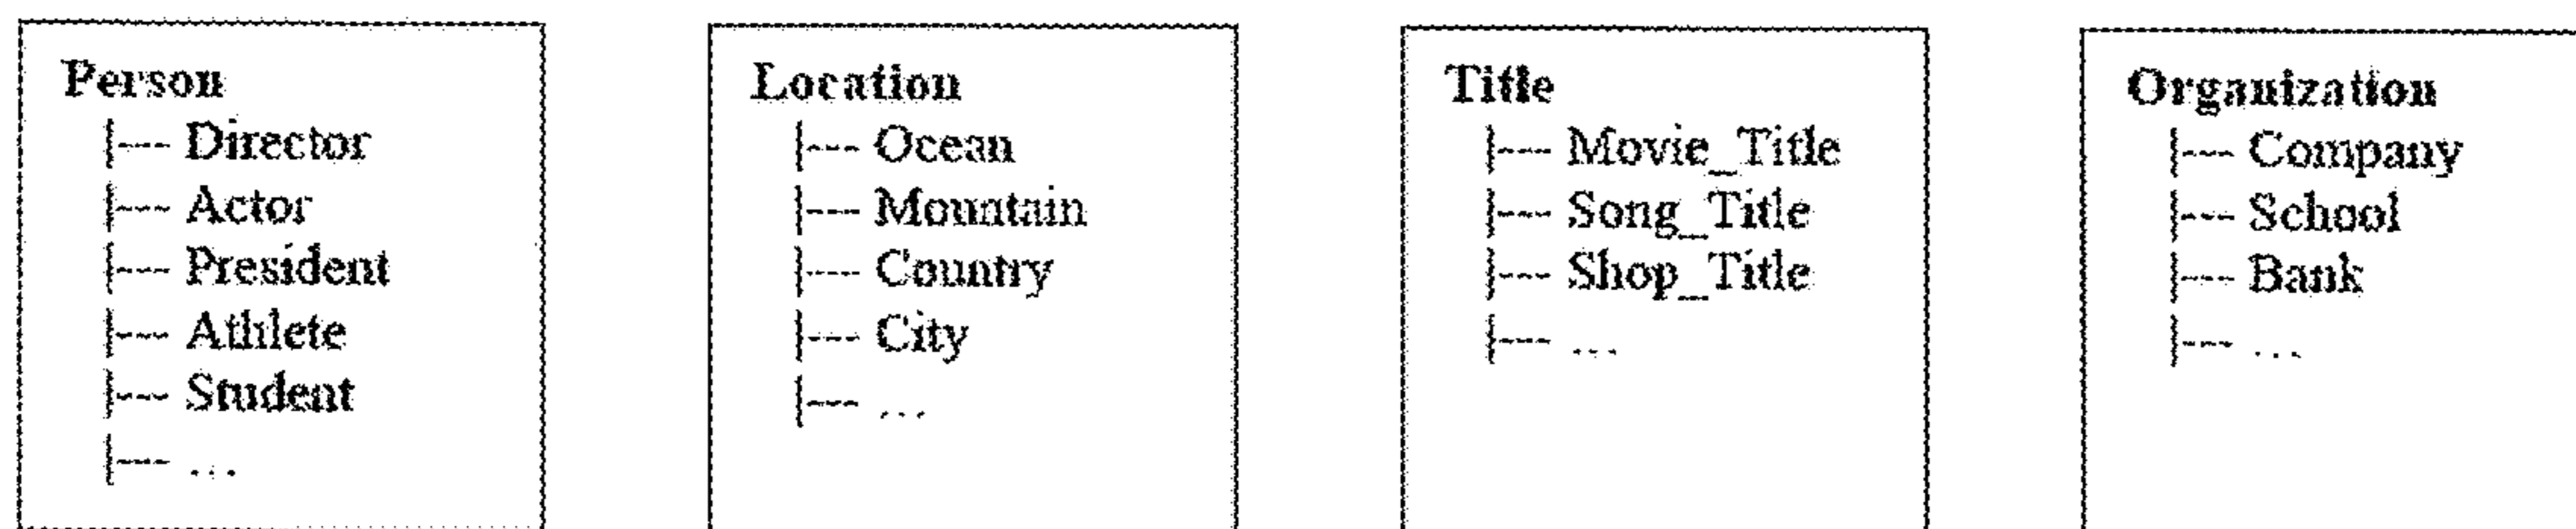 Person
|--- Director
|--- Actor
|--- President
|--- Athlete
|--- Student
|--- ...
Location
|--- Ocean
|--- Mountain
|--- Country
|--- City
|--- ...
Title
|--- Movie_Title
|--- Song_Title
|--- Shop_Title
|--- ...
Organization
|--- Company
|--- School
|--- Bank
|--- ...